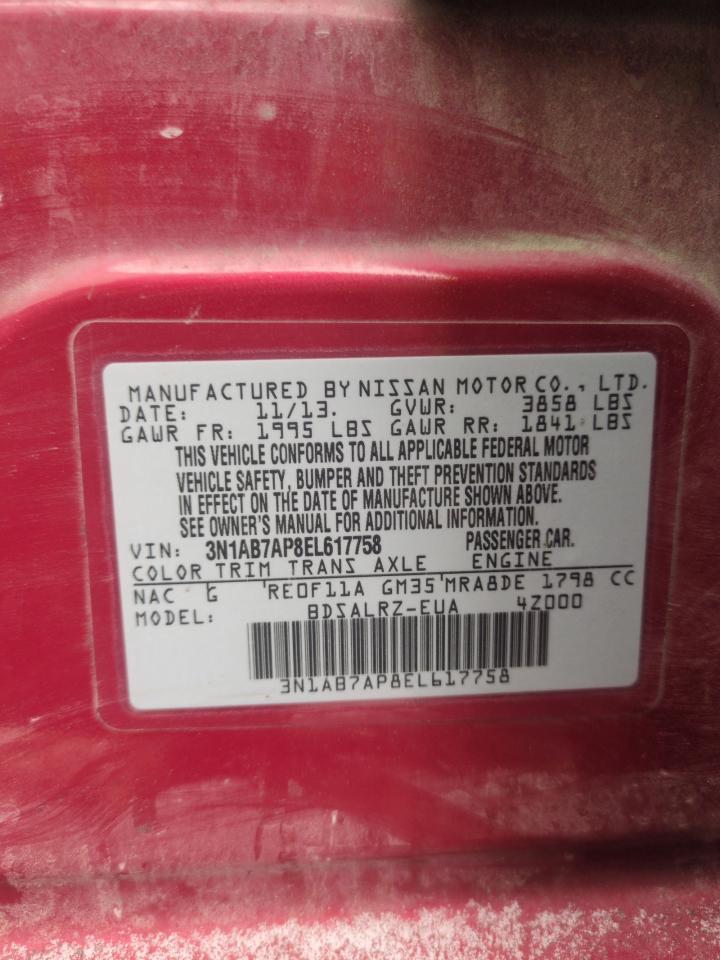 MANUFACTURED BY NISSAN MOTOR CO., LTD.
DATE: 11/13. GVWR: 3858 LBS
GAWR FR: 1995 LBS GAWR RR: 1841 LBS
THIS VEHICLE CONFORMS TO ALL APPLICABLE FEDERAL MOTOR
VEHICLE SAFETY, BUMPER AND THEFT PREVENTION STANDARDS
IN EFFECT ON THE DATE OF MANUFACTURE SHOWN ABOVE.
SEE OWNER'S MANUAL FOR ADDITIONAL INFORMATION.
VIN: 3N1AB7AP8EL617758 PASSENGER CAR.
COLOR TRIM TRANS AXLE ENGINE
NAC G RE0F11A GM35 MRA8DE 1798 CC
MODEL: BDSALRZ-EUA 4Z000
3N1AB7AP8EL617758